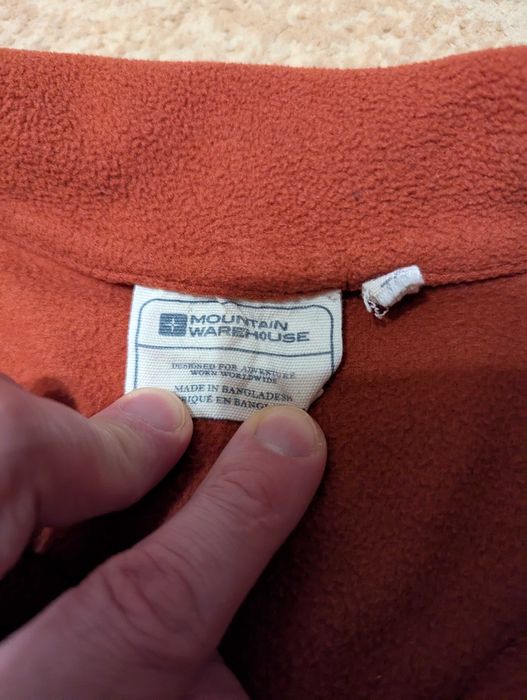 MOUNTAIN
WAREHOUSE
DESIGNED FOR ADVENTURE
WORN WORLDWIDE
MADE IN BANGLADESH
EN